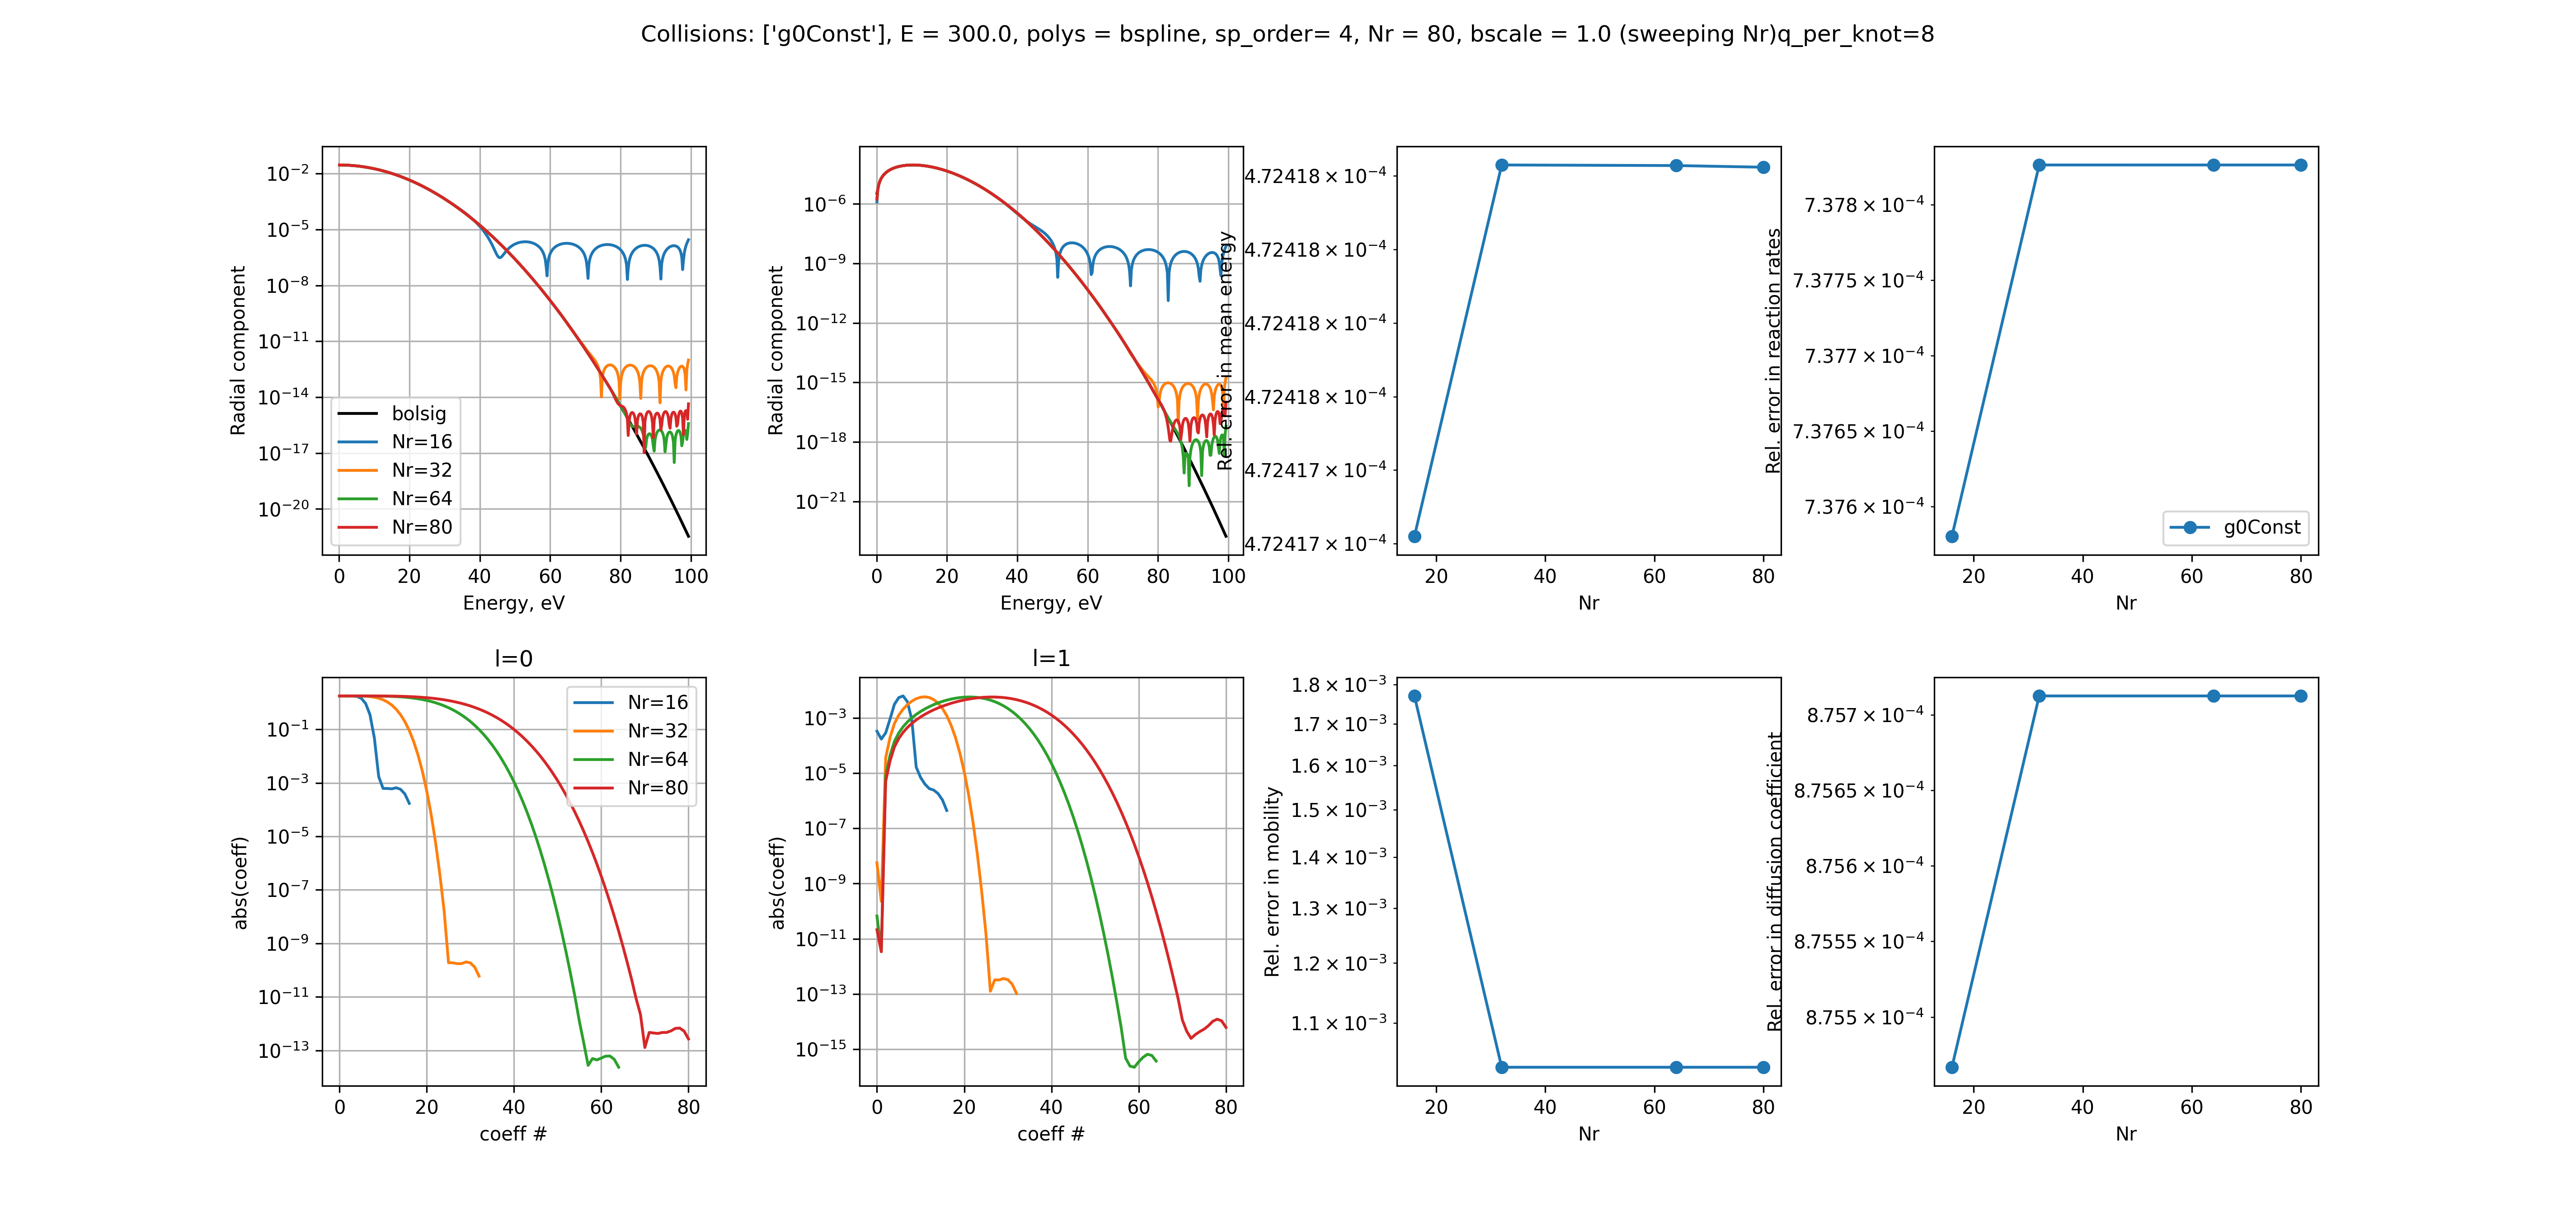 Collisions: ['g0Const'], E = 300.0, polys = bspline, sp_order= 4, Nr = 80, bscale = 1.0 (sweeping Nr)q_per_knot=8
Radial component
10⁻²
10⁻⁵
10⁻⁸
10⁻¹¹
10⁻¹⁴
10⁻¹⁷
10⁻²⁰
bolsig
Nr=16
Nr=32
Nr=64
Nr=80
0 20 40 60 80 100
Energy, eV
Radial component
10⁻⁶
10⁻⁹
10⁻¹²
10⁻¹⁵
10⁻¹⁸
10⁻²¹
0 20 40 60 80 100
Energy, eV
Rel. error in mean energy
4.72418 × 10⁻⁴
4.72418 × 10⁻⁴
4.72418 × 10⁻⁴
4.72418 × 10⁻⁴
4.72417 × 10⁻⁴
4.72417 × 10⁻⁴
20 40 60 80
Nr
Rel. error in reaction rates
7.378 × 10⁻⁴
7.3775 × 10⁻⁴
7.377 × 10⁻⁴
7.3765 × 10⁻⁴
7.376 × 10⁻⁴
g0Const
20 40 60 80
Nr
l=0
abs(coeff)
10⁻¹
10⁻³
10⁻⁵
10⁻⁷
10⁻⁹
10⁻¹¹
10⁻¹³
Nr=16
Nr=32
Nr=64
Nr=80
0 20 40 60 80
coeff #
l=1
abs(coeff)
10⁻³
10⁻⁵
10⁻⁷
10⁻⁹
10⁻¹¹
10⁻¹³
10⁻¹⁵
0 20 40 60 80
coeff #
Rel. error in mobility
1.8 × 10⁻³
1.7 × 10⁻³
1.6 × 10⁻³
1.5 × 10⁻³
1.4 × 10⁻³
1.3 × 10⁻³
1.2 × 10⁻³
1.1 × 10⁻³
20 40 60 80
Nr
Rel. error in diffusion coefficient
8.757 × 10⁻⁴
8.7565 × 10⁻⁴
8.756 × 10⁻⁴
8.7555 × 10⁻⁴
8.755 × 10⁻⁴
20 40 60 80
Nr